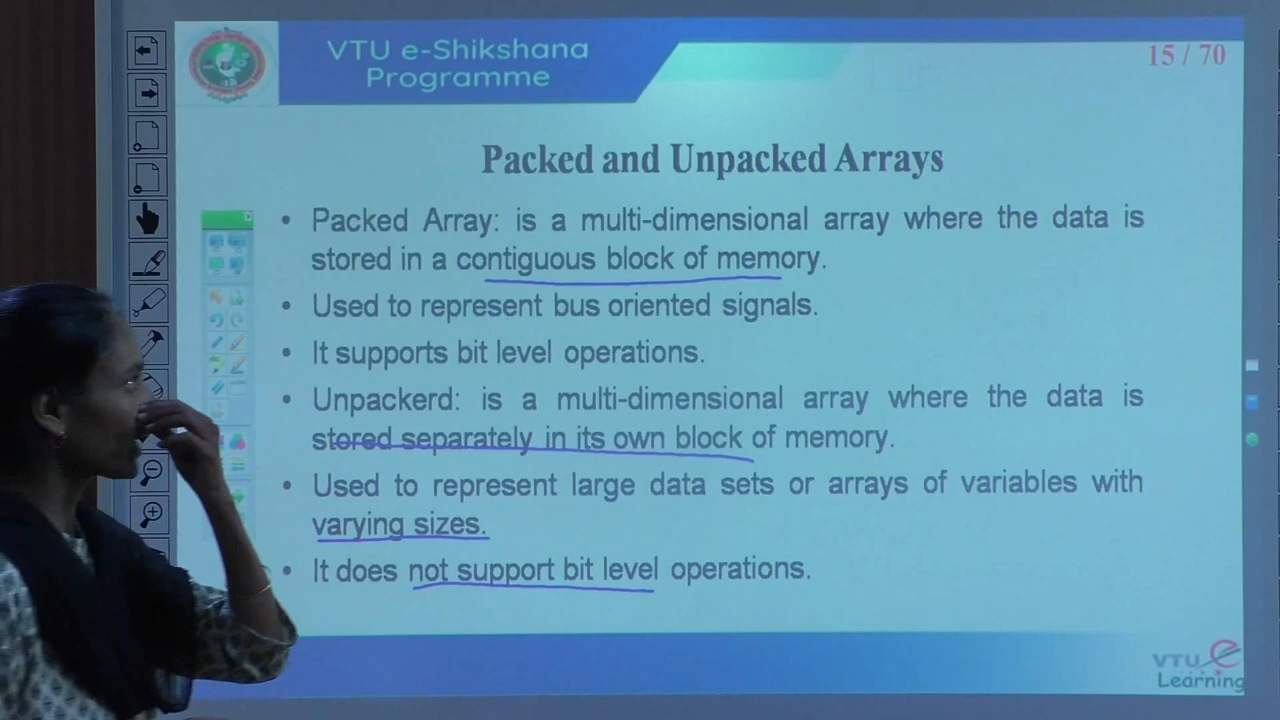 VTU e-Shikshana
Programme
15 / 70
Packed and Unpacked Arrays
• Packed Array: is a multi-dimensional array where the data is
stored in a contiguous block of memory.
• Used to represent bus oriented signals.
• It supports bit level operations.
• Unpackerd: is a multi-dimensional array where the data is
stored separately in its own block of memory.
• Used to represent large data sets or arrays of variables with
varying sizes.
• It does not support bit level operations.
VTU e
Learning